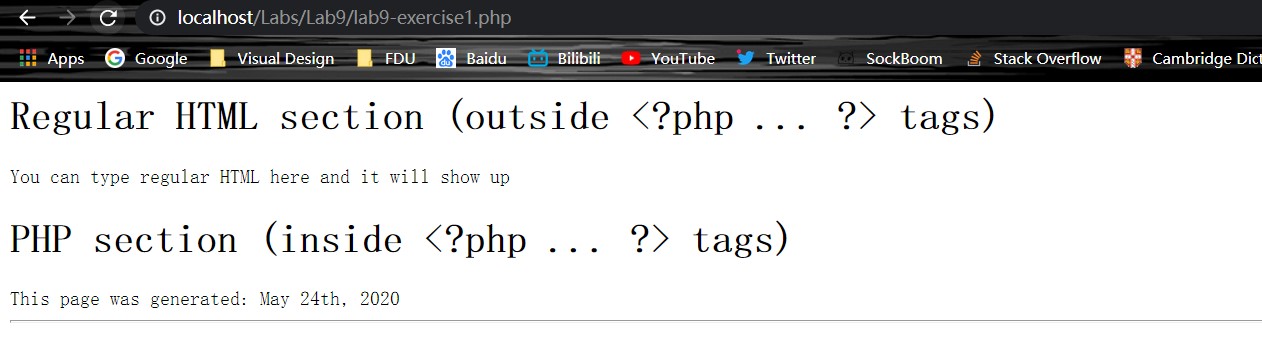 localhost/Labs/Lab9/lab9-exercise1.php
Apps Google Visual Design FDU Baidu Bilibili YouTube Twitter SockBoom Stack Overflow Cambridge Dict
Regular HTML section (outside <?php ... ?> tags)
You can type regular HTML here and it will show up
PHP section (inside <?php ... ?> tags)
This page was generated: May 24th, 2020